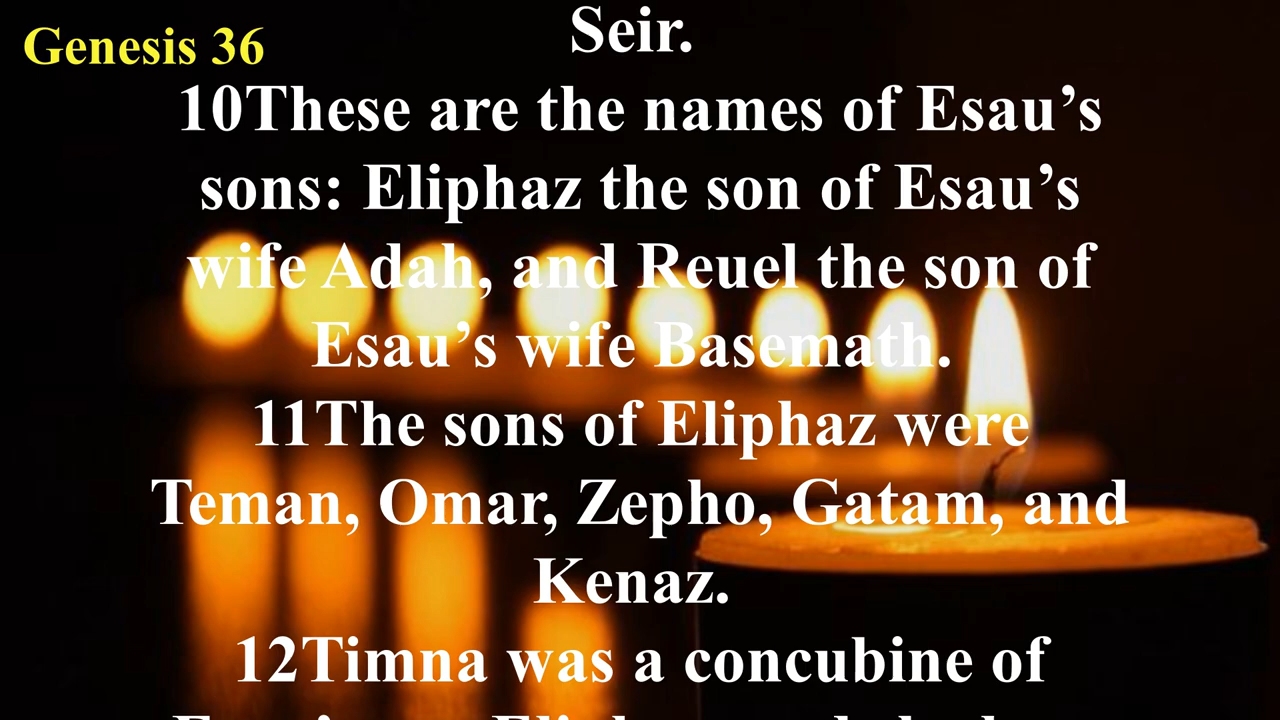 Genesis 36
Seir.
10These are the names of Esau’s
sons: Eliphaz the son of Esau’s
wife Adah, and Reuel the son of
Esau’s wife Basemath.
11The sons of Eliphaz were
Teman, Omar, Zepho, Gatam, and
Kenaz.
12Timna was a concubine of